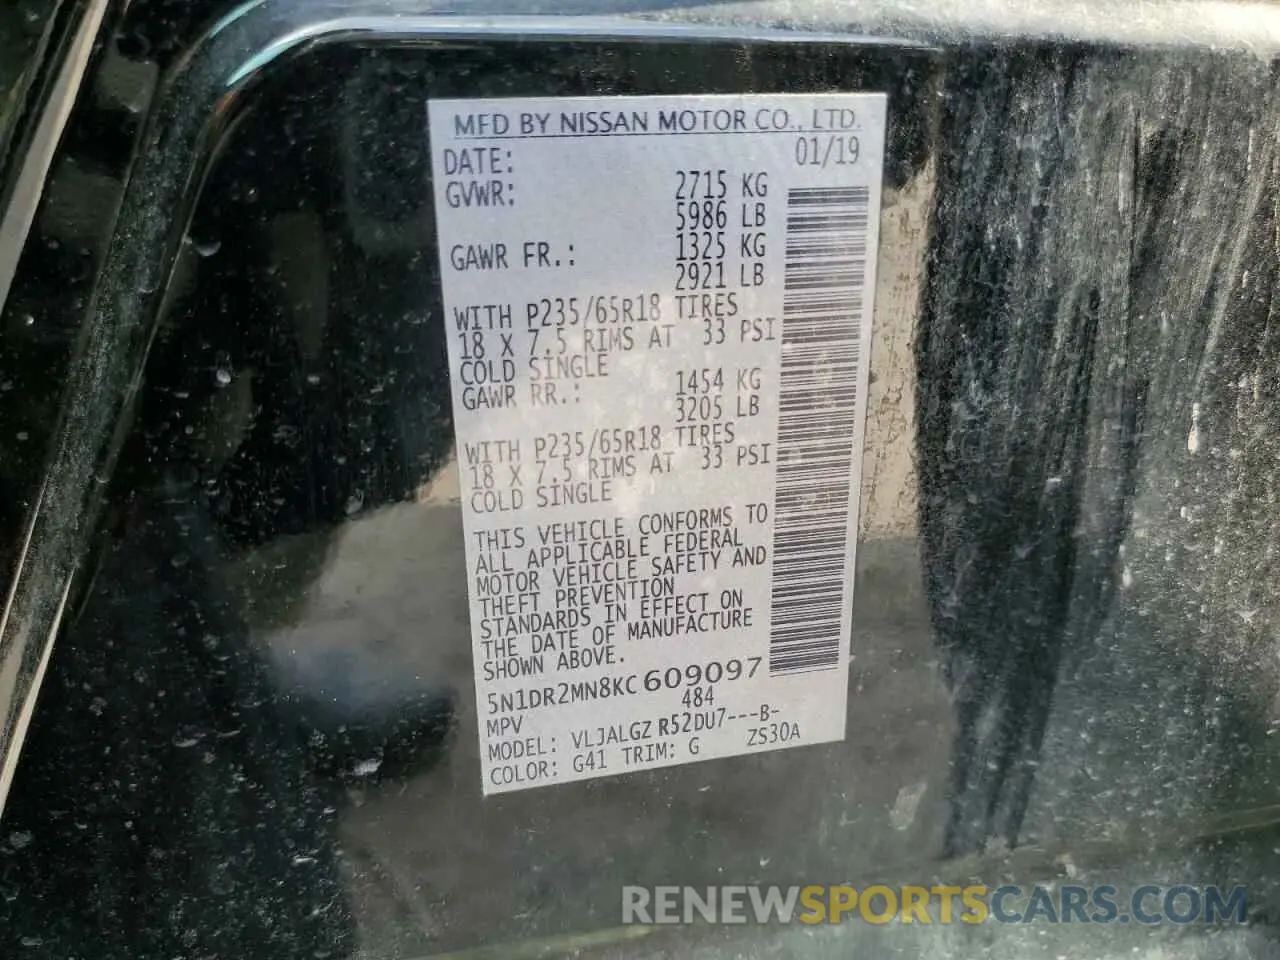 MFD BY NISSAN MOTOR CO., LTD.
DATE: 01/19
GVWR: 2715 KG
5986 LB
GAWR FR.: 1325 KG
2921 LB
WITH P235/65R18 TIRES
18 X 7.5 RIMS AT 33 PSI
COLD SINGLE
GAWR RR.: 1454 KG
3205 LB
WITH P235/65R18 TIRES
18 X 7.5 RIMS AT 33 PSI
COLD SINGLE
THIS VEHICLE CONFORMS TO
ALL APPLICABLE FEDERAL
MOTOR VEHICLE SAFETY AND
THEFT PREVENTION
STANDARDS IN EFFECT ON
THE DATE OF MANUFACTURE
SHOWN ABOVE.
5N1DR2MN8KC609097
MPV 484
MODEL: VLJALGZ R52DU7---B-
COLOR: G41 TRIM: G ZS30A
RENEWSPORTSCARS.COM